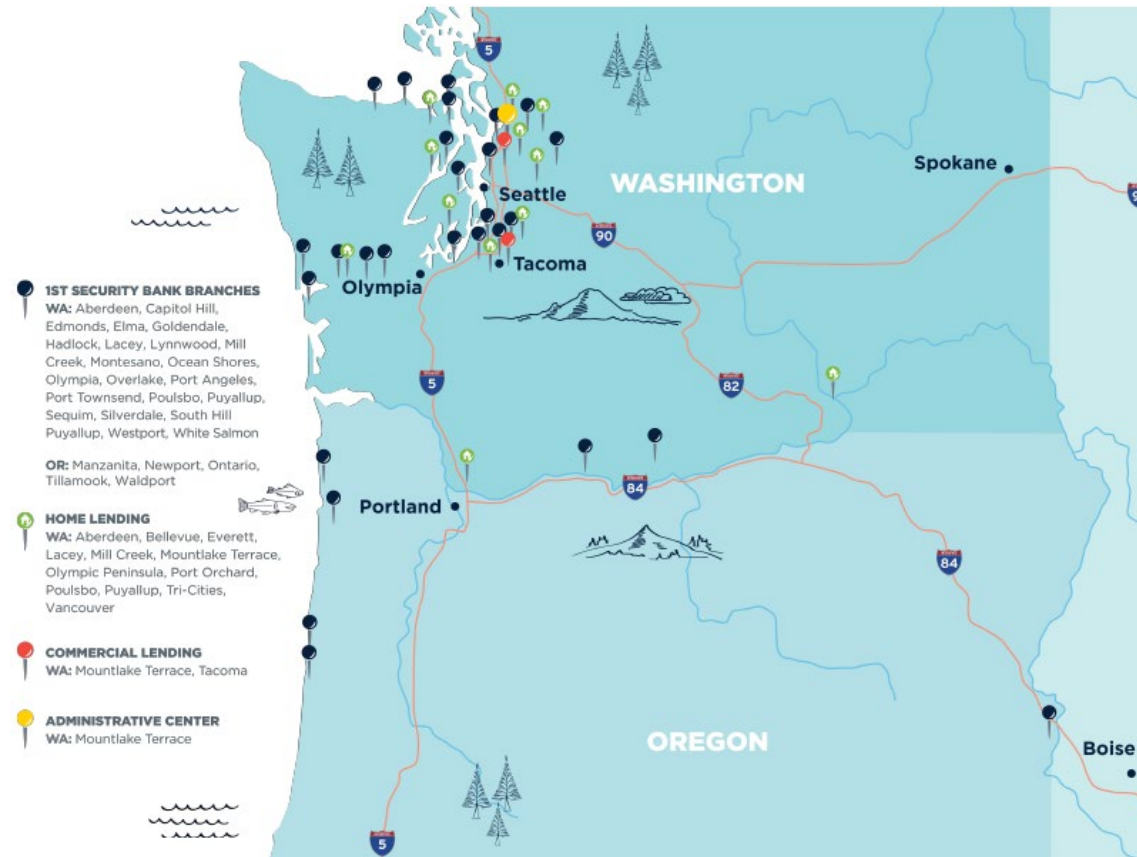 5
Spokane
WASHINGTON
Seattle
90
Tacoma
Olympia
1ST SECURITY BANK BRANCHES
WA: Aberdeen, Capitol Hill,
Edmonds, Elma, Goldendale,
Hadlock, Lacey, Lynnwood, Mill
Creek, Montesano, Ocean Shores,
Olympia, Overlake, Port Angeles,
Port Townsend, Poulsbo, Puyallup,
Sequim, Silverdale, South Hill
Puyallup, Westport, White Salmon
OR: Manzanita, Newport, Ontario,
Tillamook, Waldport
HOME LENDING
WA: Aberdeen, Bellevue, Everett,
Lacey, Mill Creek, Mountlake Terrace,
Olympic Peninsula, Port Orchard,
Poulsbo, Puyallup, Tri-Cities,
Vancouver
COMMERCIAL LENDING
WA: Mountlake Terrace, Tacoma
ADMINISTRATIVE CENTER
WA: Mountlake Terrace
5
82
84
Portland
84
OREGON
Boise
5